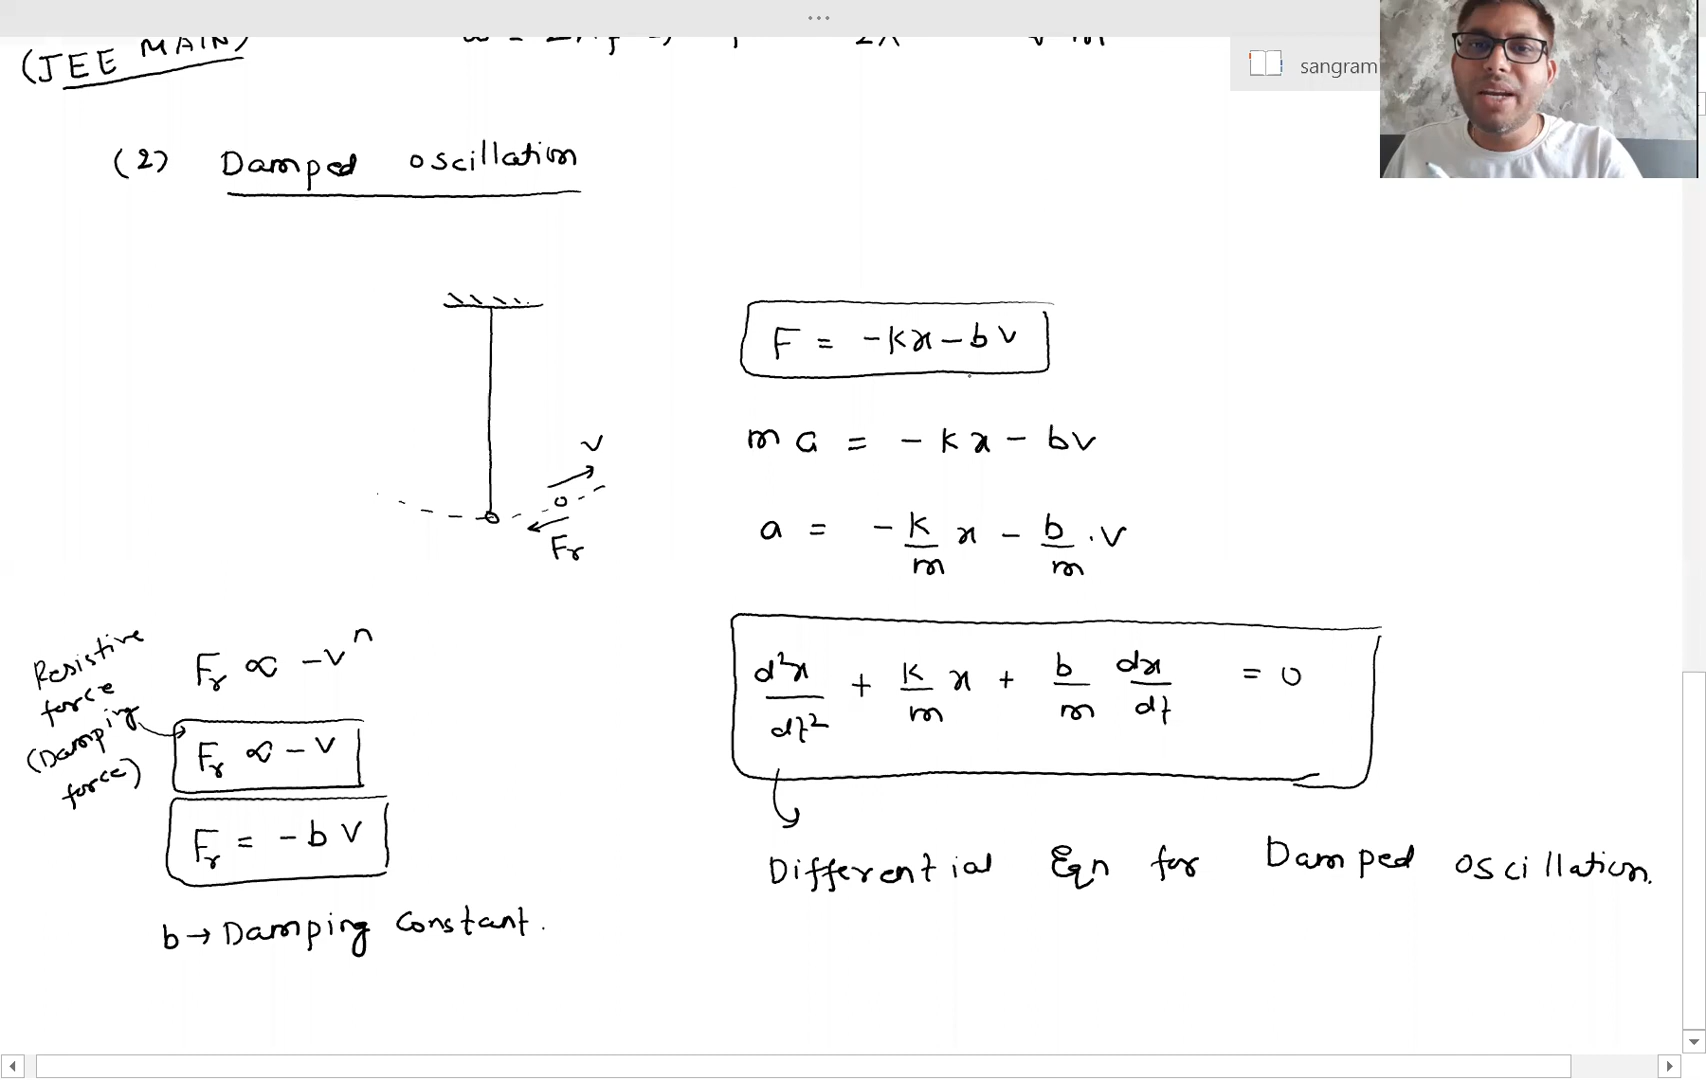 (JEE MAIN)
sangram
(2) Damped oscillation
F = -kx - bv
V
Fr
ma = -kx - bv
a = -k/m x - b/m . v
Resistive force (Damping force)
Fr ∝ -v^n
Fr ∝ -v
Fr = -bV
b → Damping constant.
d²x/dt² + k/m x + b/m dx/dt = 0
Differential Eqn for Damped oscillation.